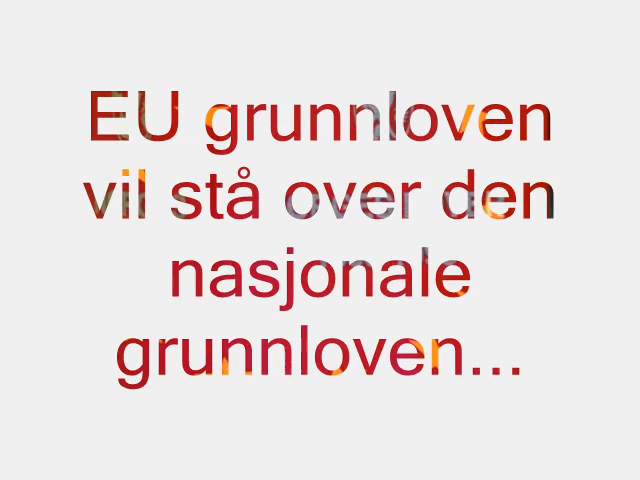 EU grunnloven
vil stå over den
nasjonale
grunnloven...